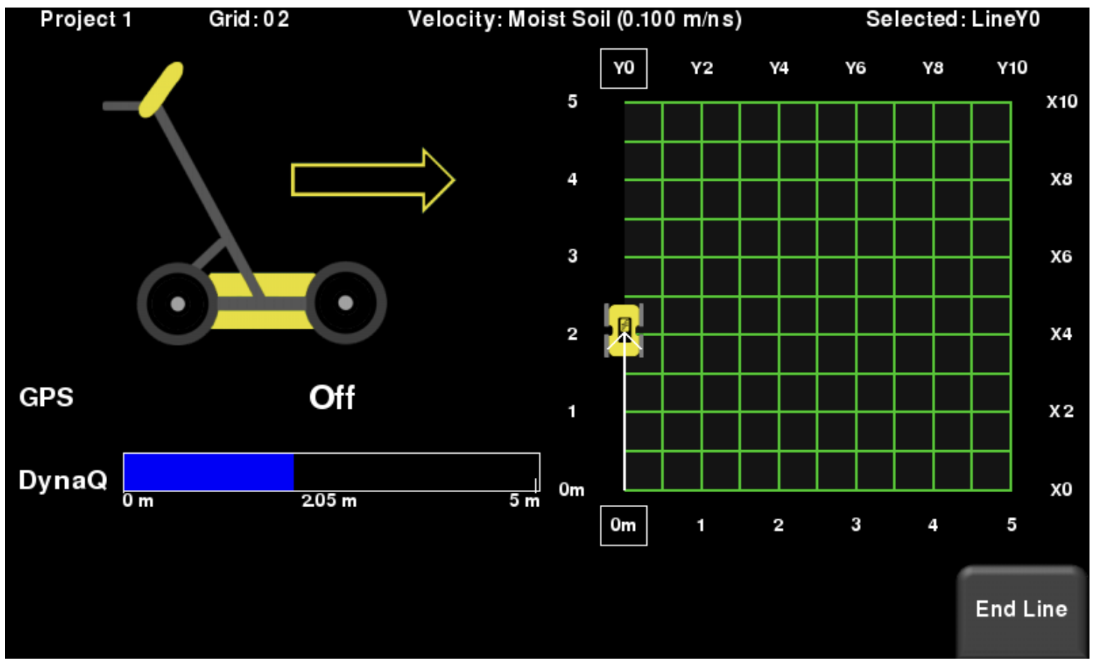 Project 1 Grid: 02 Velocity: Moist Soil (0.100 m/ns) Selected: LineY0
Y0 Y2 Y4 Y6 Y8 Y10
5 X10
4 X8
3 X6
2 X4
GPS Off
1 X2
DynaQ
0 m 2.05 m 5 m
0m X0
0m 1 2 3 4 5
End Line